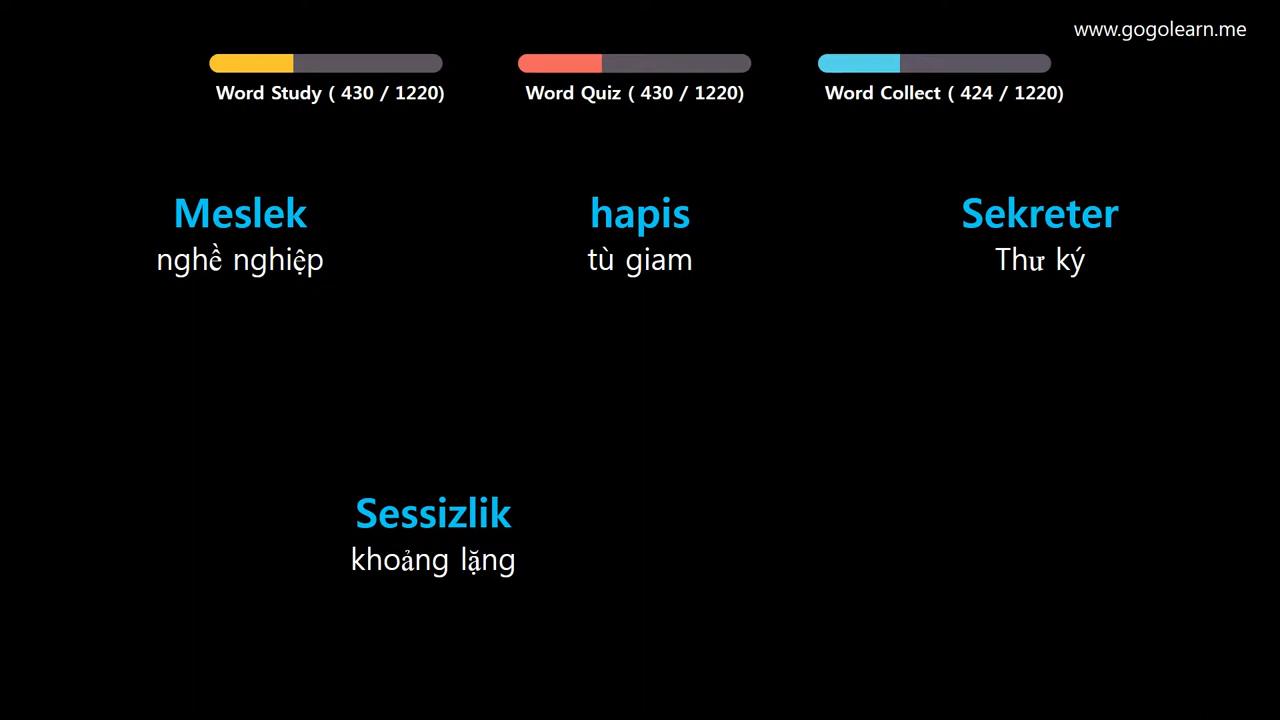 www.gogolearn.me
Word Study ( 430 / 1220)
Word Quiz ( 430 / 1220)
Word Collect ( 424 / 1220)
Meslek
nghề nghiệp
hapis
tù giam
Sekreter
Thư ký
Sessizlik
khoảng lặng